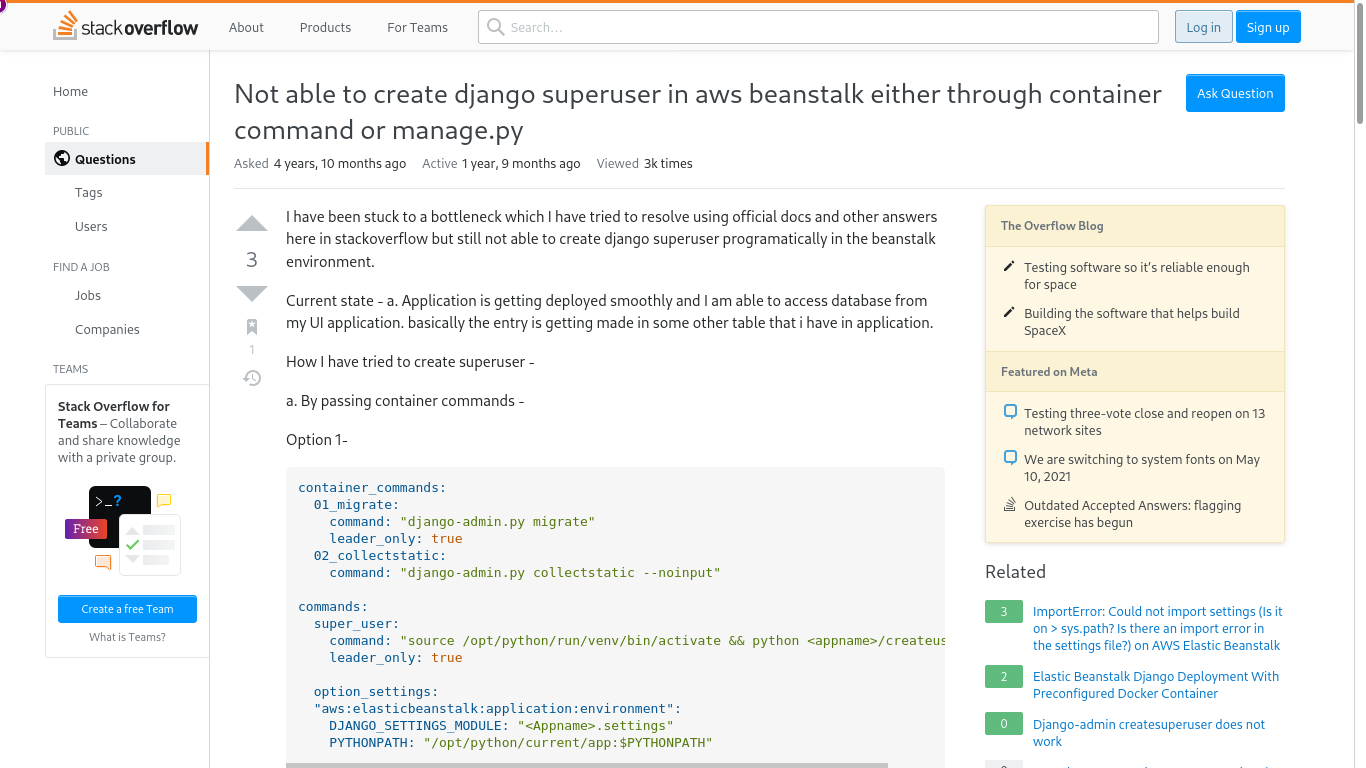 stackoverflow
About
Products
For Teams
Search…
Log in
Sign up
Home
PUBLIC
Questions
Tags
Users
FIND A JOB
Jobs
Companies
TEAMS
Stack Overflow for
Teams – Collaborate
and share knowledge
with a private group.
>_?
Free
Create a free Team
What is Teams?
Not able to create django superuser in aws beanstalk either through container
command or manage.py
Ask Question
Asked 4 years, 10 months ago Active 1 year, 9 months ago Viewed 3k times
3
1
I have been stuck to a bottleneck which I have tried to resolve using official docs and other answers
here in stackoverflow but still not able to create django superuser programatically in the beanstalk
environment.
Current state - a. Application is getting deployed smoothly and I am able to access database from
my UI application. basically the entry is getting made in some other table that i have in application.
How I have tried to create superuser -
a. By passing container commands -
Option 1-
container_commands:
01_migrate:
command: "django-admin.py migrate"
leader_only: true
02_collectstatic:
command: "django-admin.py collectstatic --noinput"
commands:
super_user:
command: "source /opt/python/run/venv/bin/activate && python <appname>/createus
leader_only: true
option_settings:
"aws:elasticbeanstalk:application:environment":
DJANGO_SETTINGS_MODULE: "<Appname>.settings"
PYTHONPATH: "/opt/python/current/app:$PYTHONPATH"
The Overflow Blog
Testing software so it's reliable enough
for space
Building the software that helps build
SpaceX
Featured on Meta
Testing three-vote close and reopen on 13
network sites
We are switching to system fonts on May
10, 2021
Outdated Accepted Answers: flagging
exercise has begun
Related
3
ImportError: Could not import settings (Is it
on > sys.path? Is there an import error in
the settings file?) on AWS Elastic Beanstalk
2
Elastic Beanstalk Django Deployment With
Preconfigured Docker Container
0
Django-admin createsuperuser does not
work